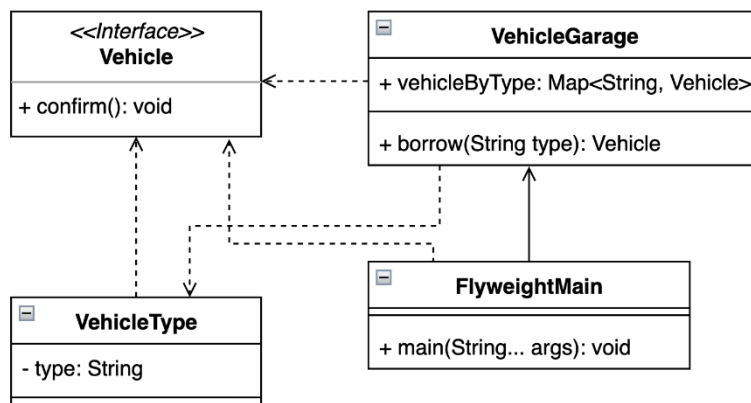 <<Interface>>
Vehicle
+ confirm(): void
VehicleGarage
+ vehicleByType: Map<String, Vehicle>
+ borrow(String type): Vehicle
VehicleType
- type: String
FlyweightMain
+ main(String... args): void